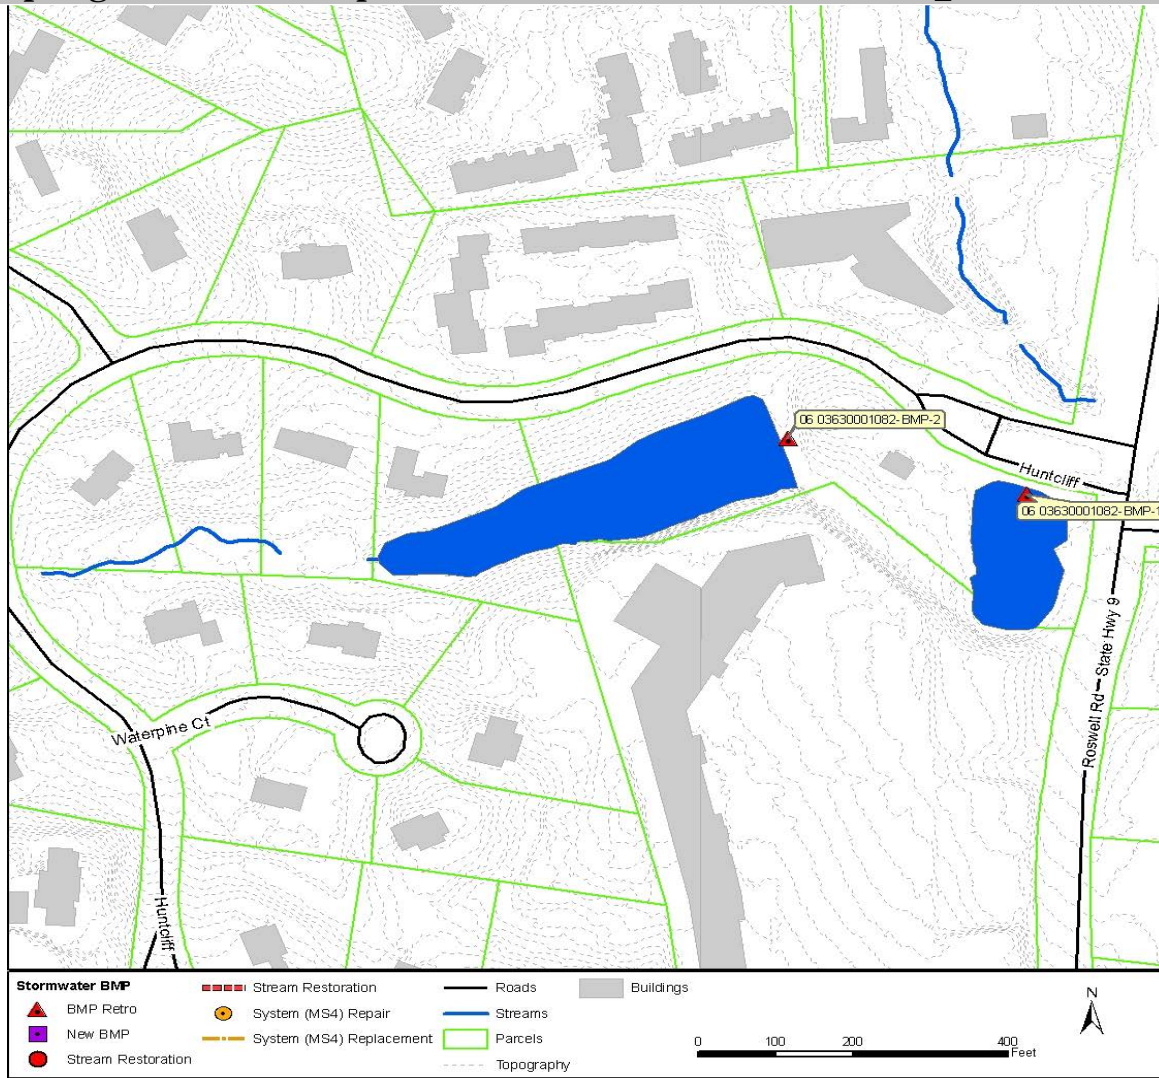 06 03630001082-BMP-2
Huntcliff
06 03630001082-BMP-1
Roswell Rd State Hwy 9
Waterpine Ct
Huntcliff
Stormwater BMP
BMP Retro
New BMP
Stream Restoration
Stream Restoration
System (MS4) Repair
System (MS4) Replacement
Roads
Streams
Parcels
Topography
Buildings
N
0 100 200 400
Feet